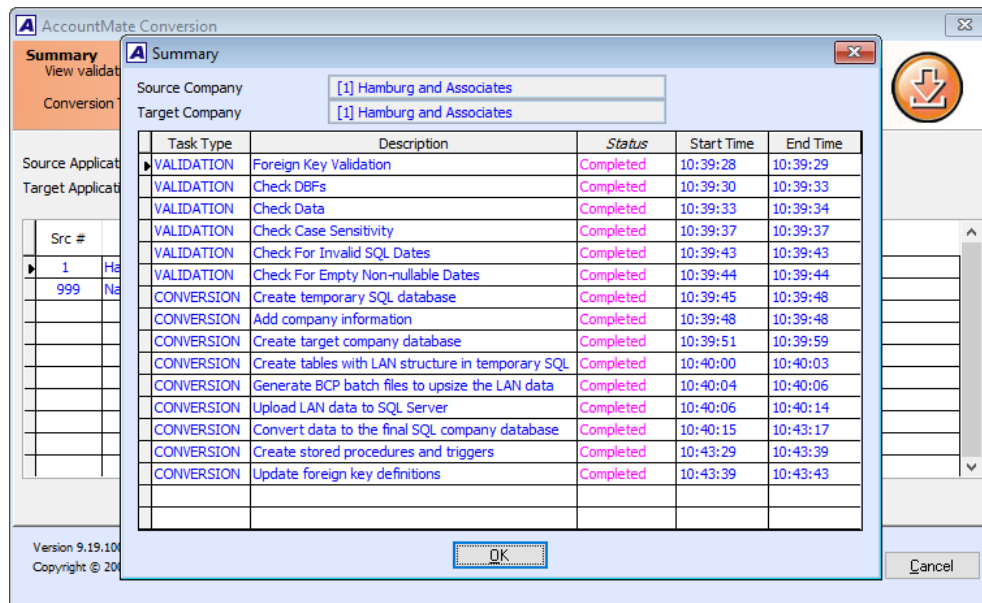 AccountMate Conversion
Summary
View validat
Conversion
Source Applicat
Target Applicati
Src #
1 Ha
999 Na
Version 9.19.100
Copyright © 200
Cancel
Summary
Source Company [1] Hamburg and Associates
Target Company [1] Hamburg and Associates
Task Type Description Status Start Time End Time
VALIDATION Foreign Key Validation Completed 10:39:28 10:39:29
VALIDATION Check DBFs Completed 10:39:30 10:39:33
VALIDATION Check Data Completed 10:39:33 10:39:34
VALIDATION Check Case Sensitivity Completed 10:39:37 10:39:37
VALIDATION Check For Invalid SQL Dates Completed 10:39:43 10:39:43
VALIDATION Check For Empty Non-nullable Dates Completed 10:39:44 10:39:44
CONVERSION Create temporary SQL database Completed 10:39:45 10:39:48
CONVERSION Add company information Completed 10:39:48 10:39:48
CONVERSION Create target company database Completed 10:39:51 10:39:59
CONVERSION Create tables with LAN structure in temporary SQL Completed 10:40:00 10:40:03
CONVERSION Generate BCP batch files to upsize the LAN data Completed 10:40:04 10:40:06
CONVERSION Upload LAN data to SQL Server Completed 10:40:06 10:40:14
CONVERSION Convert data to the final SQL company database Completed 10:40:15 10:43:17
CONVERSION Create stored procedures and triggers Completed 10:43:29 10:43:39
CONVERSION Update foreign key definitions Completed 10:43:39 10:43:43
OK